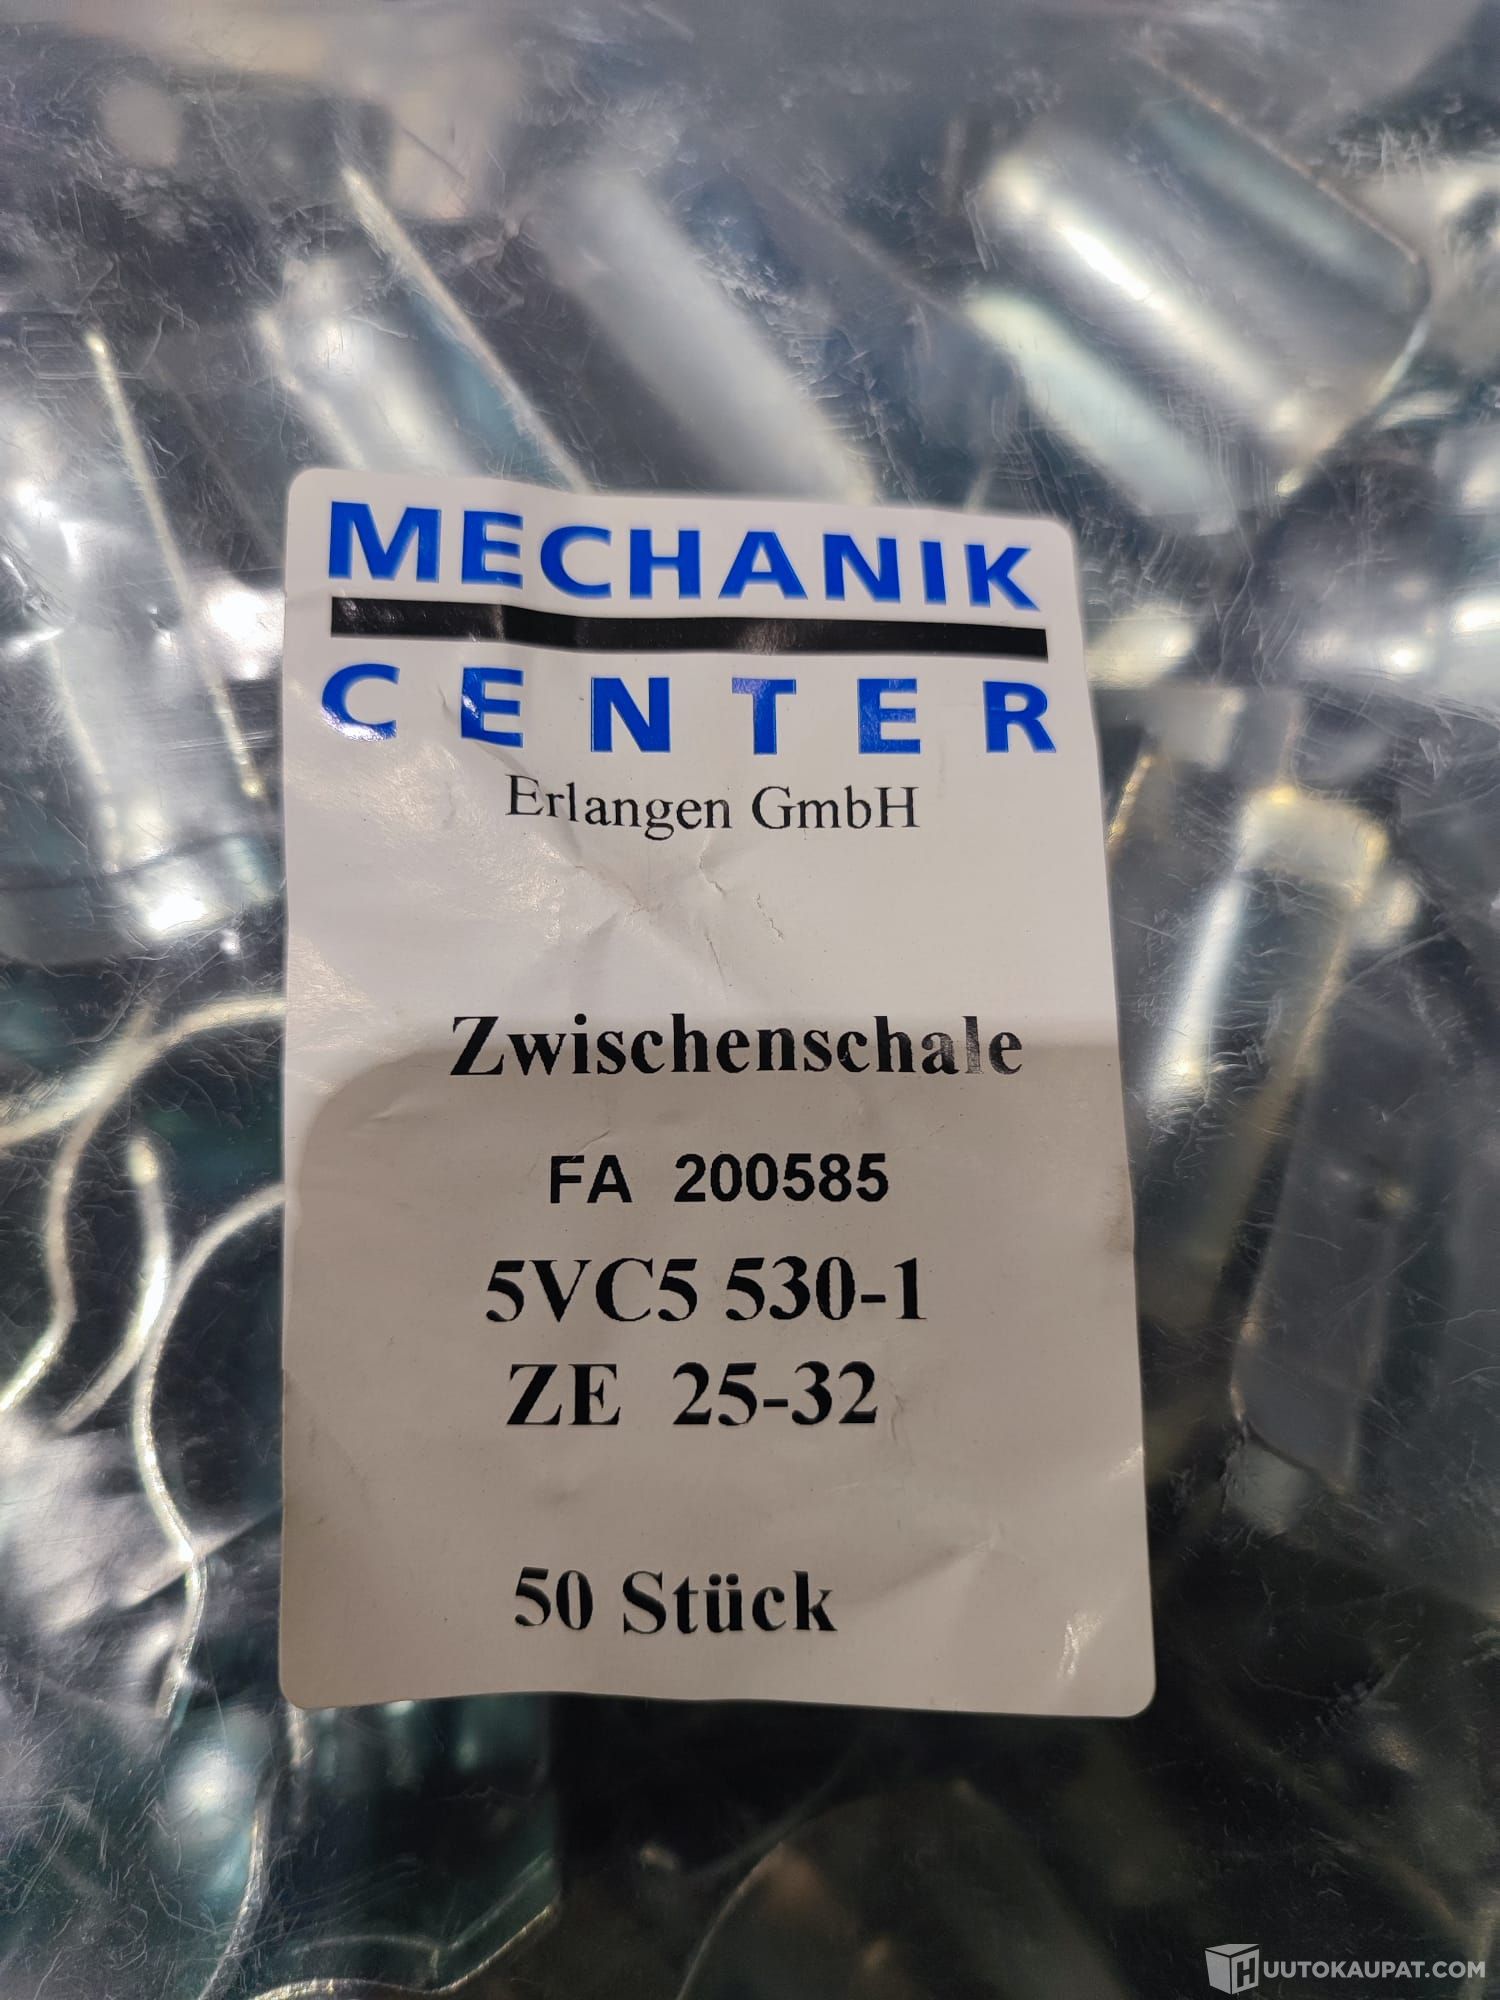 MECHANIK
CENTER
Erlangen GmbH
Zwischenschale
FA 200585
5VC5 530-1
ZE 25-32
50 Stück
HUUTOKAUPAT.COM